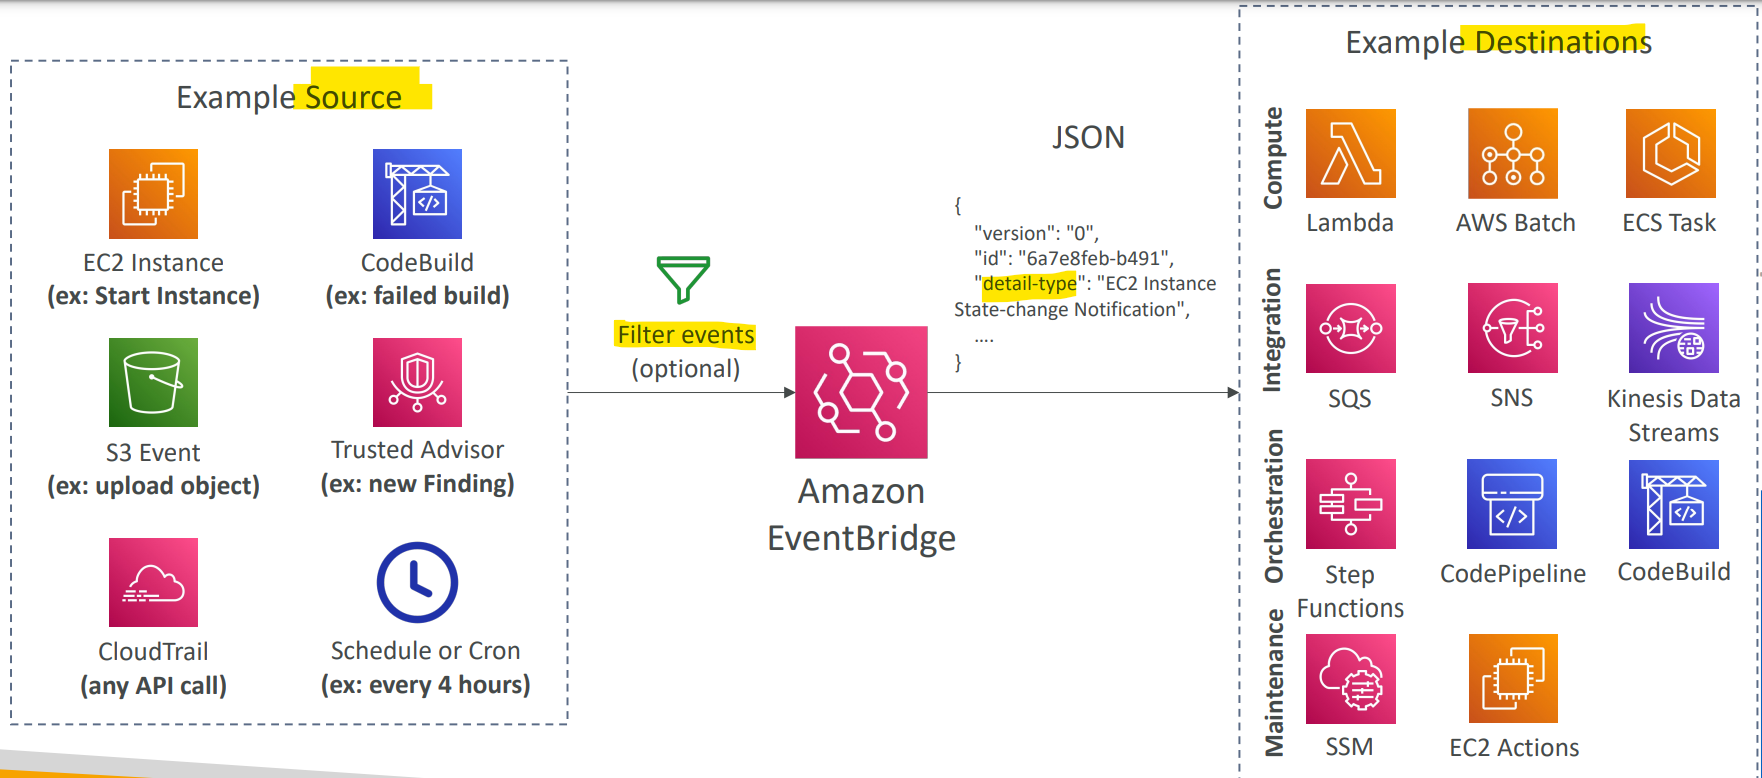 Example Source
EC2 Instance
(ex: Start Instance)
CodeBuild
(ex: failed build)
S3 Event
(ex: upload object)
Trusted Advisor
(ex: new Finding)
CloudTrail
(any API call)
Schedule or Cron
(ex: every 4 hours)
Filter events
(optional)
Amazon
EventBridge
JSON
{
"version": "0",
"id": "6a7e8feb-b491",
"detail-type": "EC2 Instance
State-change Notification",
....
}
Example Destinations
Compute
Lambda
AWS Batch
ECS Task
Integration
SQS
SNS
Kinesis Data
Streams
Orchestration
Step
Functions
CodePipeline
CodeBuild
Maintenance
SSM
EC2 Actions